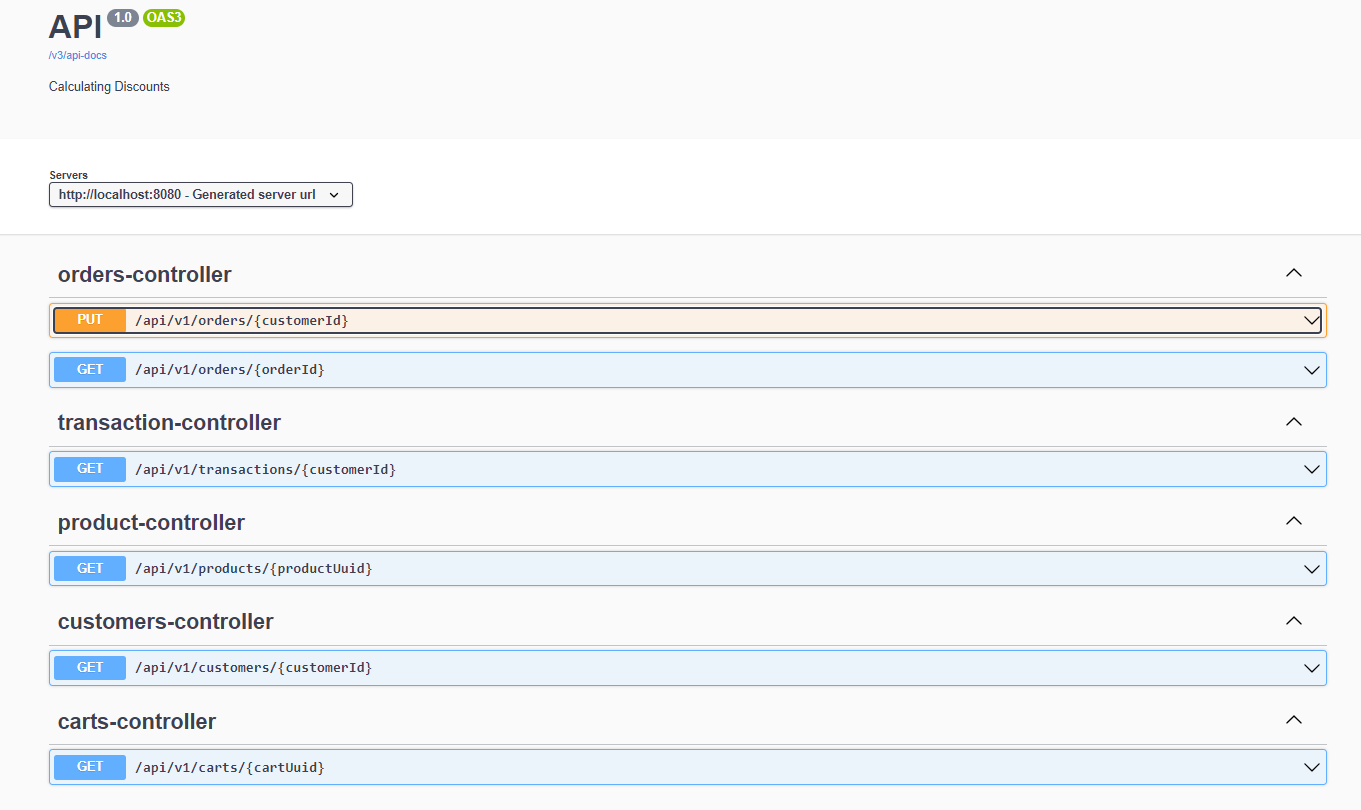 API 1.0 OAS3
/v3/api-docs
Calculating Discounts
Servers
http://localhost:8080 - Generated server url
orders-controller
PUT /api/v1/orders/{customerId}
GET /api/v1/orders/{orderId}
transaction-controller
GET /api/v1/transactions/{customerId}
product-controller
GET /api/v1/products/{productUuid}
customers-controller
GET /api/v1/customers/{customerId}
carts-controller
GET /api/v1/carts/{cartUuid}